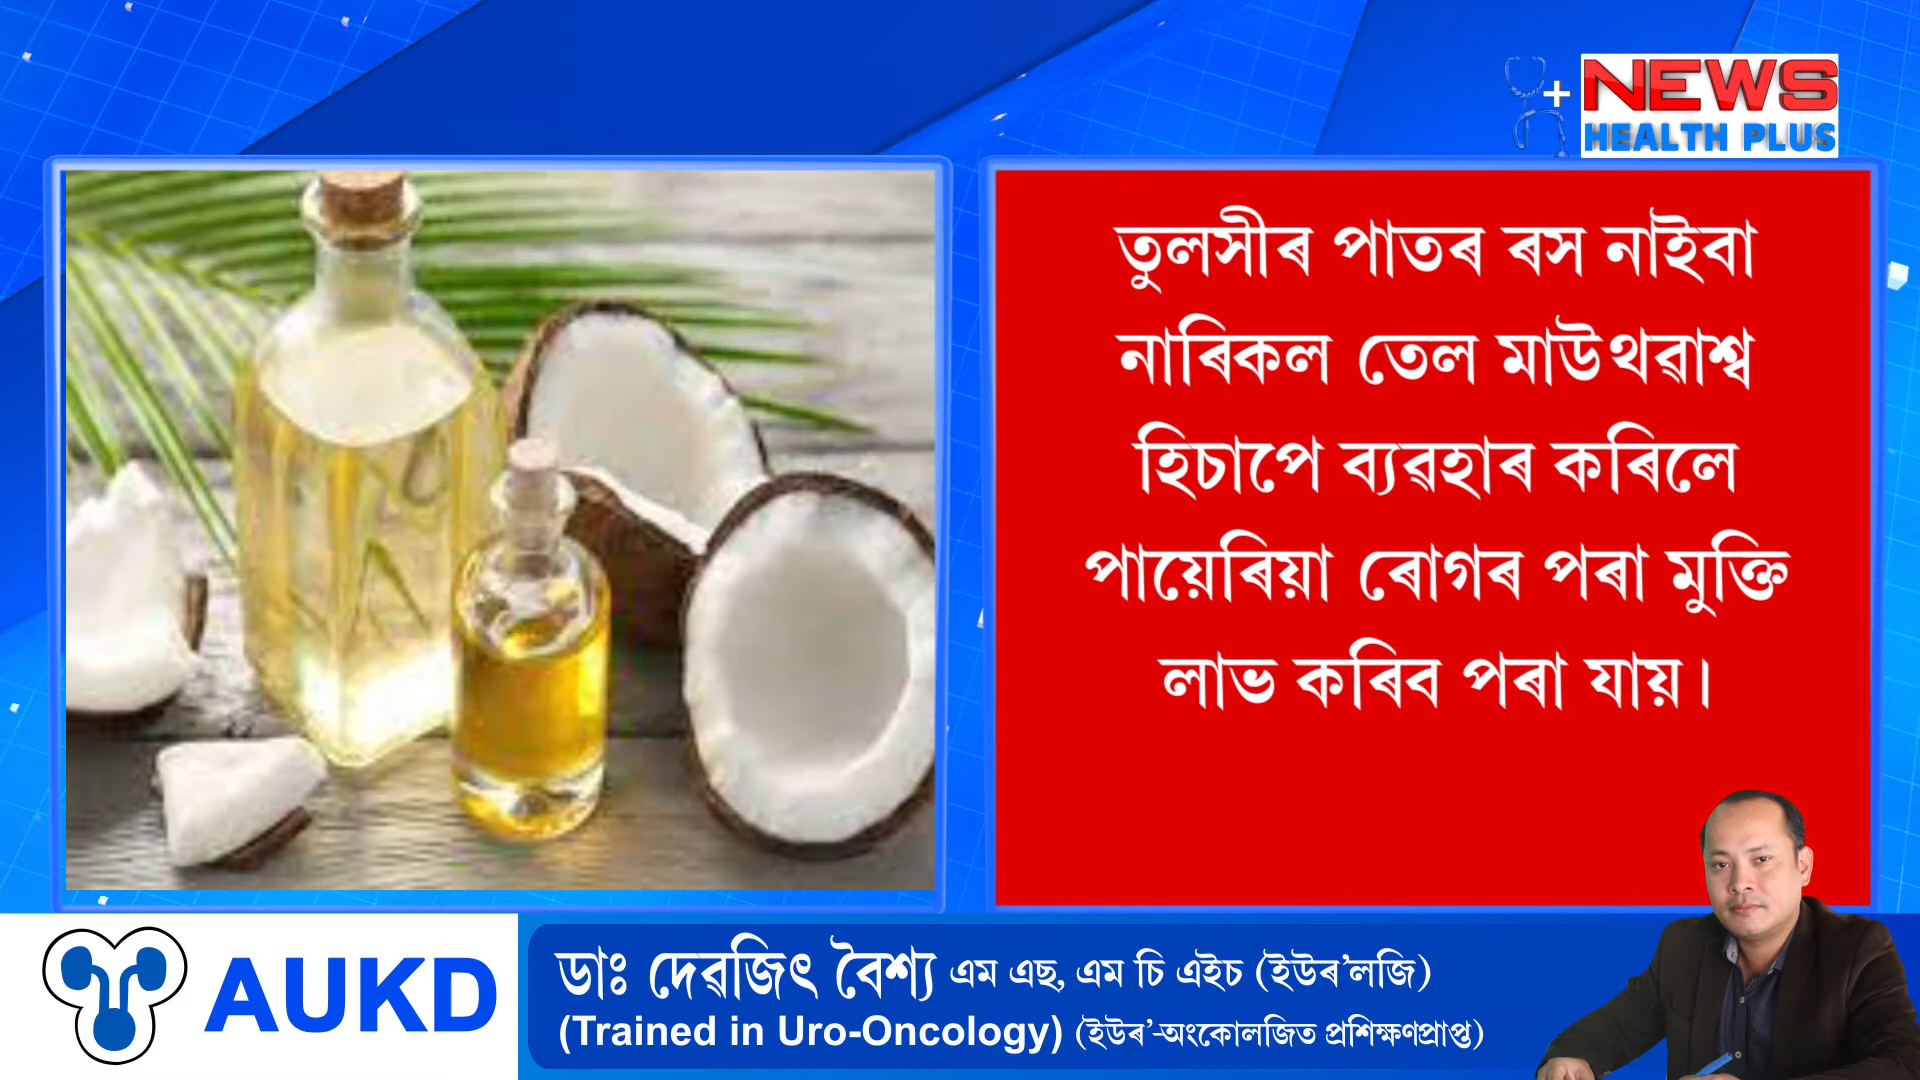 NEWS
HEALTH PLUS
তুলসীৰ পাতৰ ৰস নাইবা
নাৰিকল তেল মাউথৱাশ্ব
হিচাপে ব্যৱহাৰ কৰিলে
পায়েৰিয়া ৰোগৰ পৰা মুক্তি
লাভ কৰিব পৰা যায়।
AUKD
ডাঃ দেৱজিৎ বৈশ্য এম এছ, এম চি এইচ (ইউৰ'লজি)
(Trained in Uro-Oncology) (ইউৰ'-অংকোলজিত প্ৰশিক্ষণপ্ৰাপ্ত)